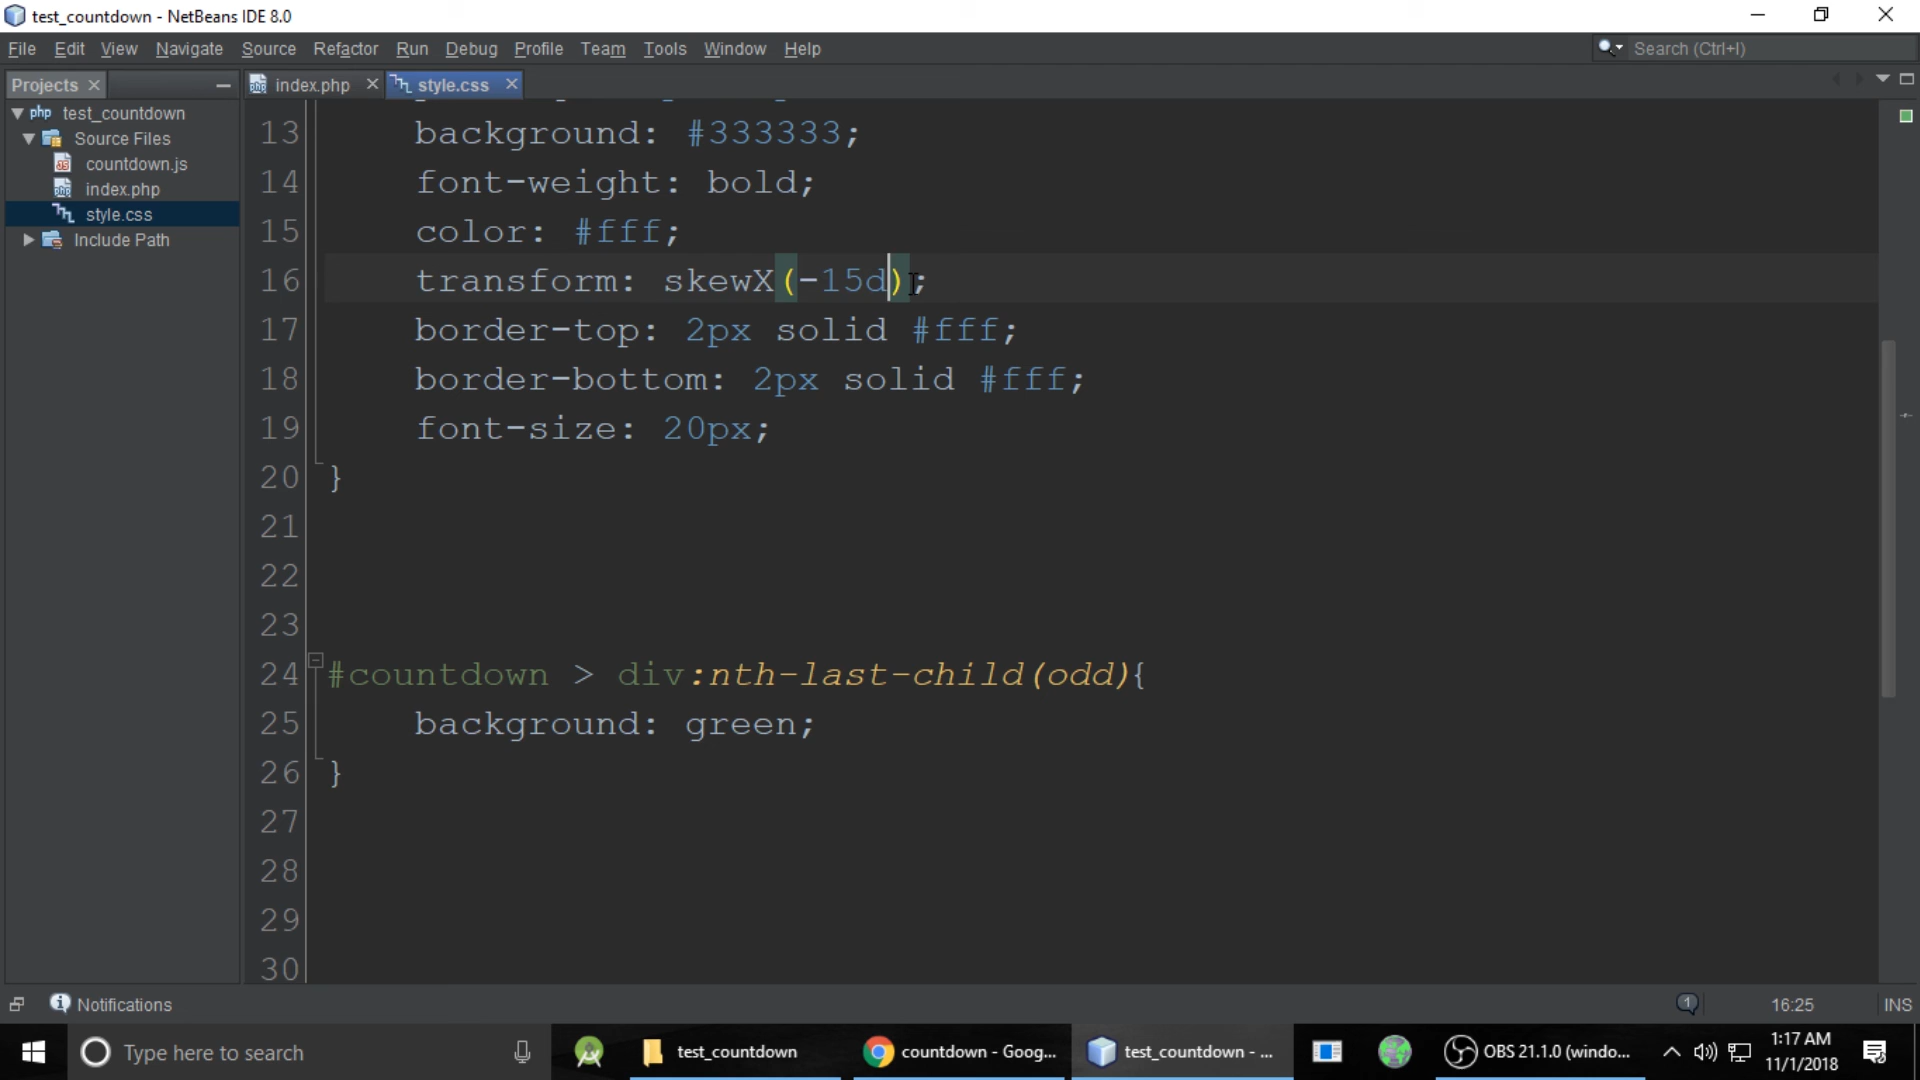 test_countdown - NetBeans IDE 8.0
File Edit View Navigate Source Refactor Run Debug Profile Team Tools Window Help
Search (Ctrl+I)
Projects
index.php
style.css
php test_countdown
Source Files
countdown.js
index.php
style.css
Include Path
13 background: #333333;
14 font-weight: bold;
15 color: #fff;
16 transform: skewX(-15d);
17 border-top: 2px solid #fff;
18 border-bottom: 2px solid #fff;
19 font-size: 20px;
20 }
21
22
23
24 #countdown > div:nth-last-child(odd){
25 background: green;
26 }
27
28
29
30
Notifications
1
16:25
INS
Type here to search
test_countdown
countdown - Goog...
test_countdown - ...
OBS 21.1.0 (windo...
1:17 AM
11/1/2018